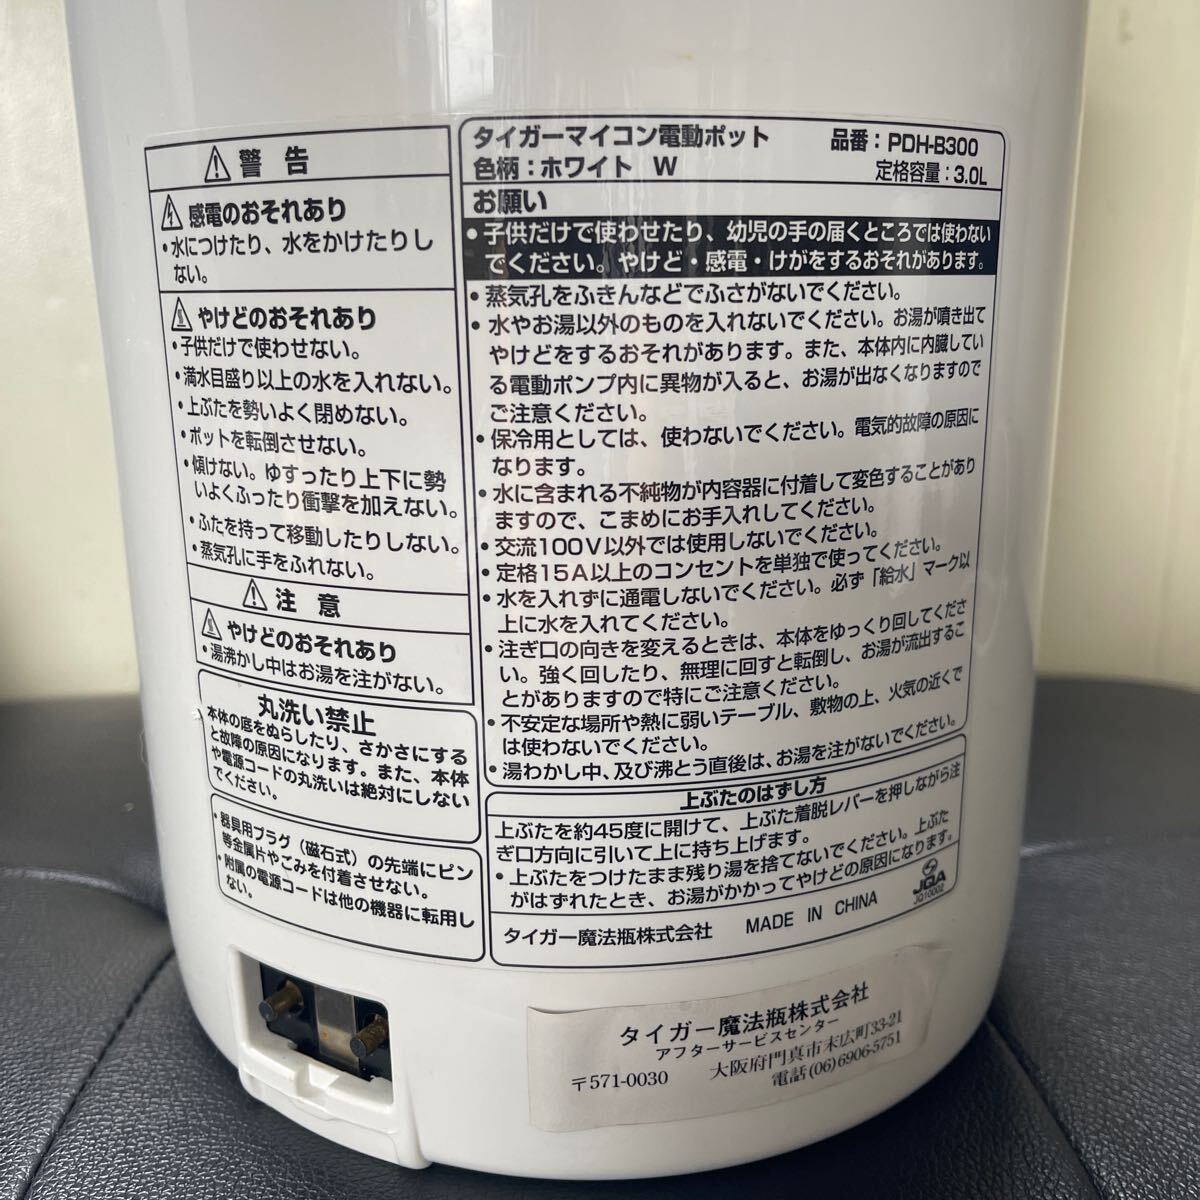 警告
感電のおそれあり
・水につけたり、水をかけたりし
ない。
やけどのおそれあり
・子供だけで使わせない。
・満水目盛り以上の水を入れない。
・上ぶたを勢いよく閉めない。
・ポットを転倒させない。
・傾けない。ゆすったり上下に勢
いよくふったり衝撃を加えない。
・ふたを持って移動したりしない。
・蒸気孔に手をふれない。
注意
やけどのおそれあり
・湯沸かし中はお湯を注がない。
丸洗い禁止
本体の底をぬらしたり、さかさにする
と故障の原因になります。また、本体
や電源コードの丸洗いは絶対にしない
でください。
・器具用プラグ（磁石式）の先端にピン
等金属片やごみを付着させない。
・附属の電源コードは他の機器に転用し
ない。
タイガーマイコン電動ポット 品番：PDH-B300
色柄：ホワイト W 定格容量：3.0L
お願い
・子供だけで使わせたり、幼児の手の届くところでは使わない
でください。やけど・感電・けがをするおそれがあります。
・蒸気孔をふきんなどでふさがないでください。
・水やお湯以外のものを入れないでください。お湯が噴き出て
やけどをするおそれがあります。また、本体内に内臓してい
る電動ポンプ内に異物が入ると、お湯が出なくなりますので
ご注意ください。
・保冷用としては、使わないでください。電気的故障の原因に
なります。
・水に含まれる不純物が内容器に付着して変色することがあり
ますので、こまめにお手入れしてください。
・交流100V以外では使用しないでください。
・定格15A以上のコンセントを単独で使ってください。
・水を入れずに通電しないでください。必ず「給水」マーク以
上に水を入れてください。
・注ぎ口の向きを変えるときは、本体をゆっくり回してくださ
い。強く回したり、無理に回すと転倒し、お湯が流出するこ
とがありますので特にご注意ください。
・不安定な場所や熱に弱いテーブル、敷物の上、火気の近くで
は使わないでください。
・湯わかし中、及び沸とう直後は、お湯を注がないでください。
上ぶたのはずし方
上ぶたを約45度に開けて、上ぶた着脱レバーを押しながら注
ぎ口方向に引いて上に持ち上げます。
・上ぶたをつけたまま残り湯を捨てないでください。上ぶた
がはずれたとき、お湯がかかってやけどの原因になります。
タイガー魔法瓶株式会社 MADE IN CHINA
JQA
JQ10002
タイガー魔法瓶株式会社
アフターサービスセンター
〒571-0030 大阪府門真市末広町33-21
電話(06)6906-5751